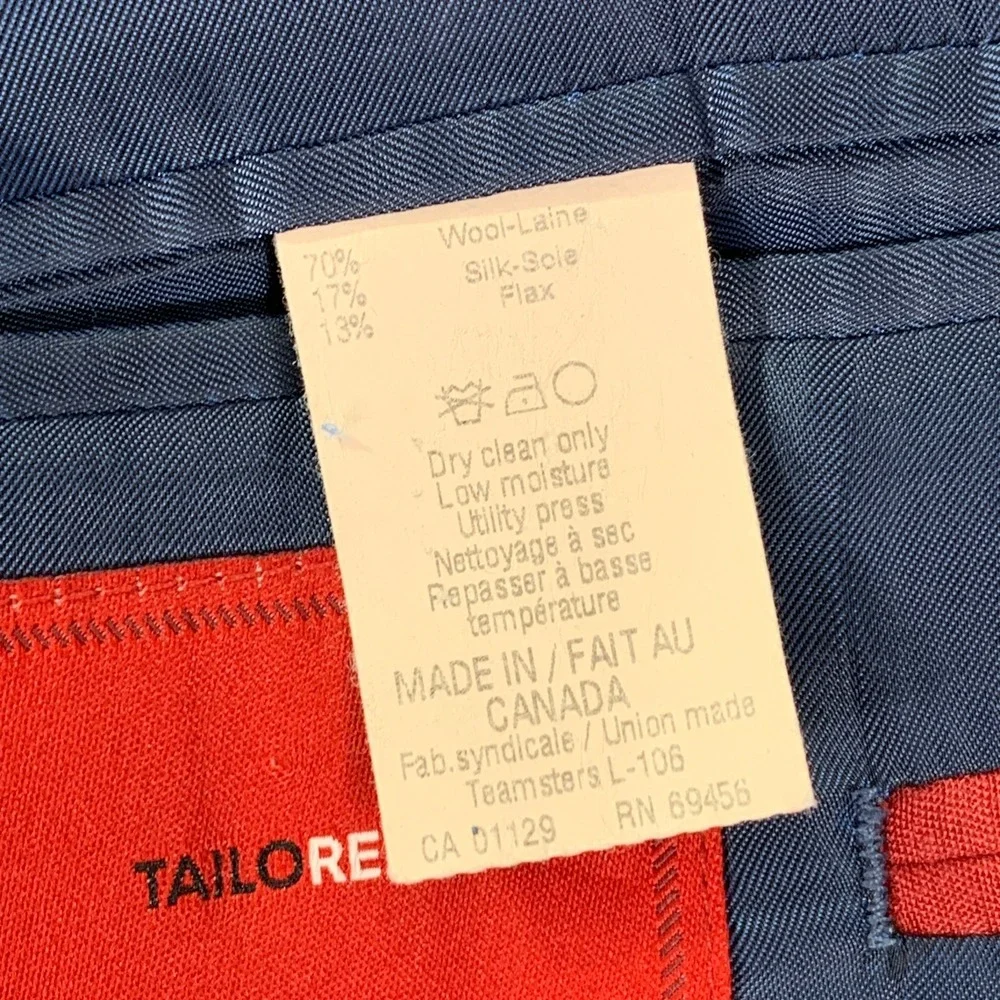 70% Wool-Laine
17% Silk-Soie
13% Flax
Dry clean only
Low moisture
Utility press
Nettoyage à sec
Repasser à basse
température
MADE IN / FAIT AU
CANADA
Fab.syndicale / Union made
Teamsters L-106
CA 01129 RN 69456
TAILORE